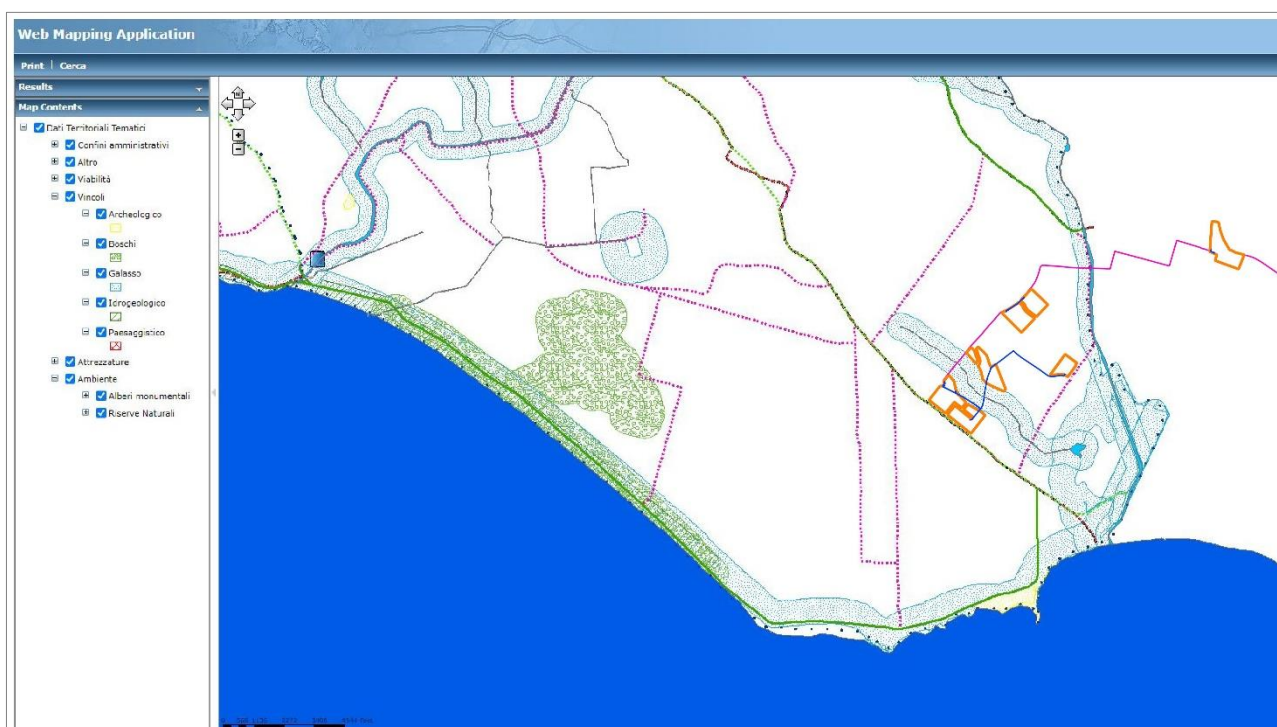 Web Mapping Application
Print | Cerca
Results
Map Contents
Dati Territoriali Tematici
Confini amministrativi
Altro
Viabilità
Vincoli
Archeologico
Boschi
Galasso
Idrogeologico
Paesaggistico
Attrezzature
Ambiente
Alberi monumentali
Riserve Naturali